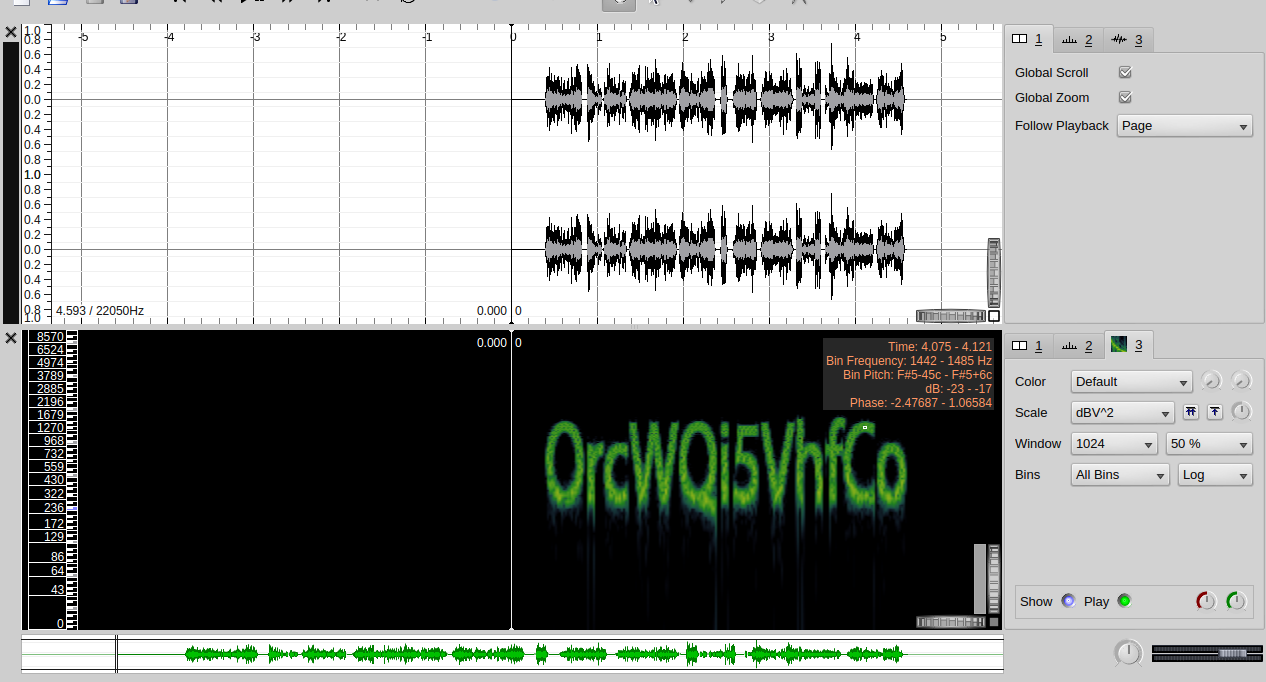 -5 -4 -3 -2 -1 0 1 2 3 4 5
1.0
0.8
0.6
0.4
0.2
0.0
0.2
0.4
0.6
0.8
1.0
0.8
0.6
0.4
0.2
0.0
0.2
0.4
0.6
0.8
1.0
4.593 / 22050Hz 0.000 0
1 2 3
Global Scroll
Global Zoom
Follow Playback Page
8570
6524
4974
3789
2885
2196
1679
1270
968
732
559
430
322
236
172
129
86
64
43
0
0.000 0
Time: 4.075 - 4.121
Bin Frequency: 1442 - 1485 Hz
Bin Pitch: F#5-45c - F#5+6c
dB: -23 - -17
Phase: -2.47687 - 1.06584
OrcWQi5VhfCo
1 2 3
Color Default
Scale dBV^2
Window 1024 50 %
Bins All Bins Log
Show Play